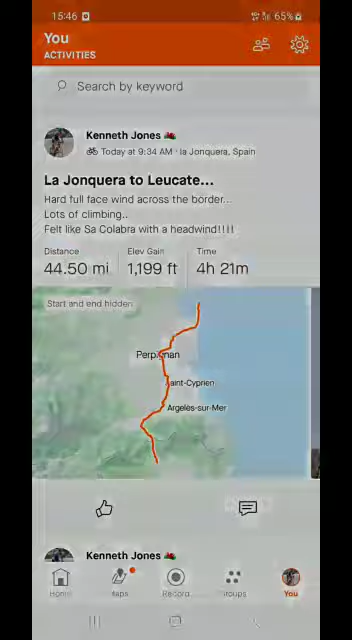 15:46
65%
You
ACTIVITIES
Search by keyword
Kenneth Jones
Today at 9:34 AM · la Jonquera, Spain
La Jonquera to Leucate...
Hard full face wind across the border...
Lots of climbing..
Felt like Sa Colabra with a headwind!!!!
Distance Elev Gain Time
44.50 mi 1,199 ft 4h 21m
Start and end hidden
Perpignan
Saint-Cyprien
Argelès-sur-Mer
Kenneth Jones
Home Maps Record Groups You